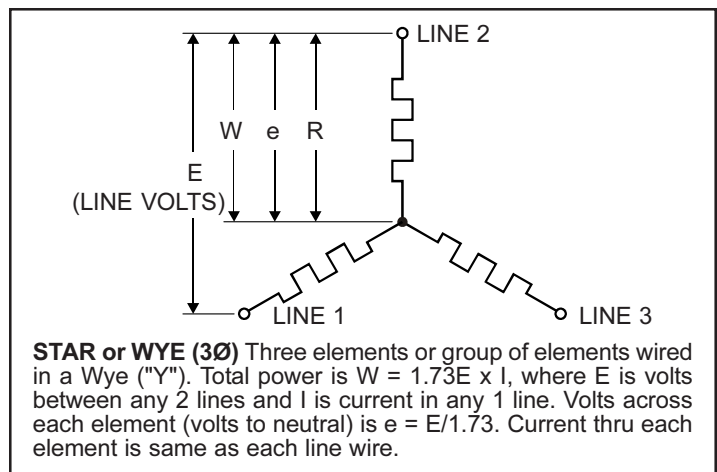 LINE 2
W e R
E
(LINE VOLTS)
LINE 1
LINE 3
STAR or WYE (3Ø) Three elements or group of elements wired
in a Wye ("Y"). Total power is W = 1.73E x I, where E is volts
between any 2 lines and I is current in any 1 line. Volts across
each element (volts to neutral) is e = E/1.73. Current thru each
element is same as each line wire.